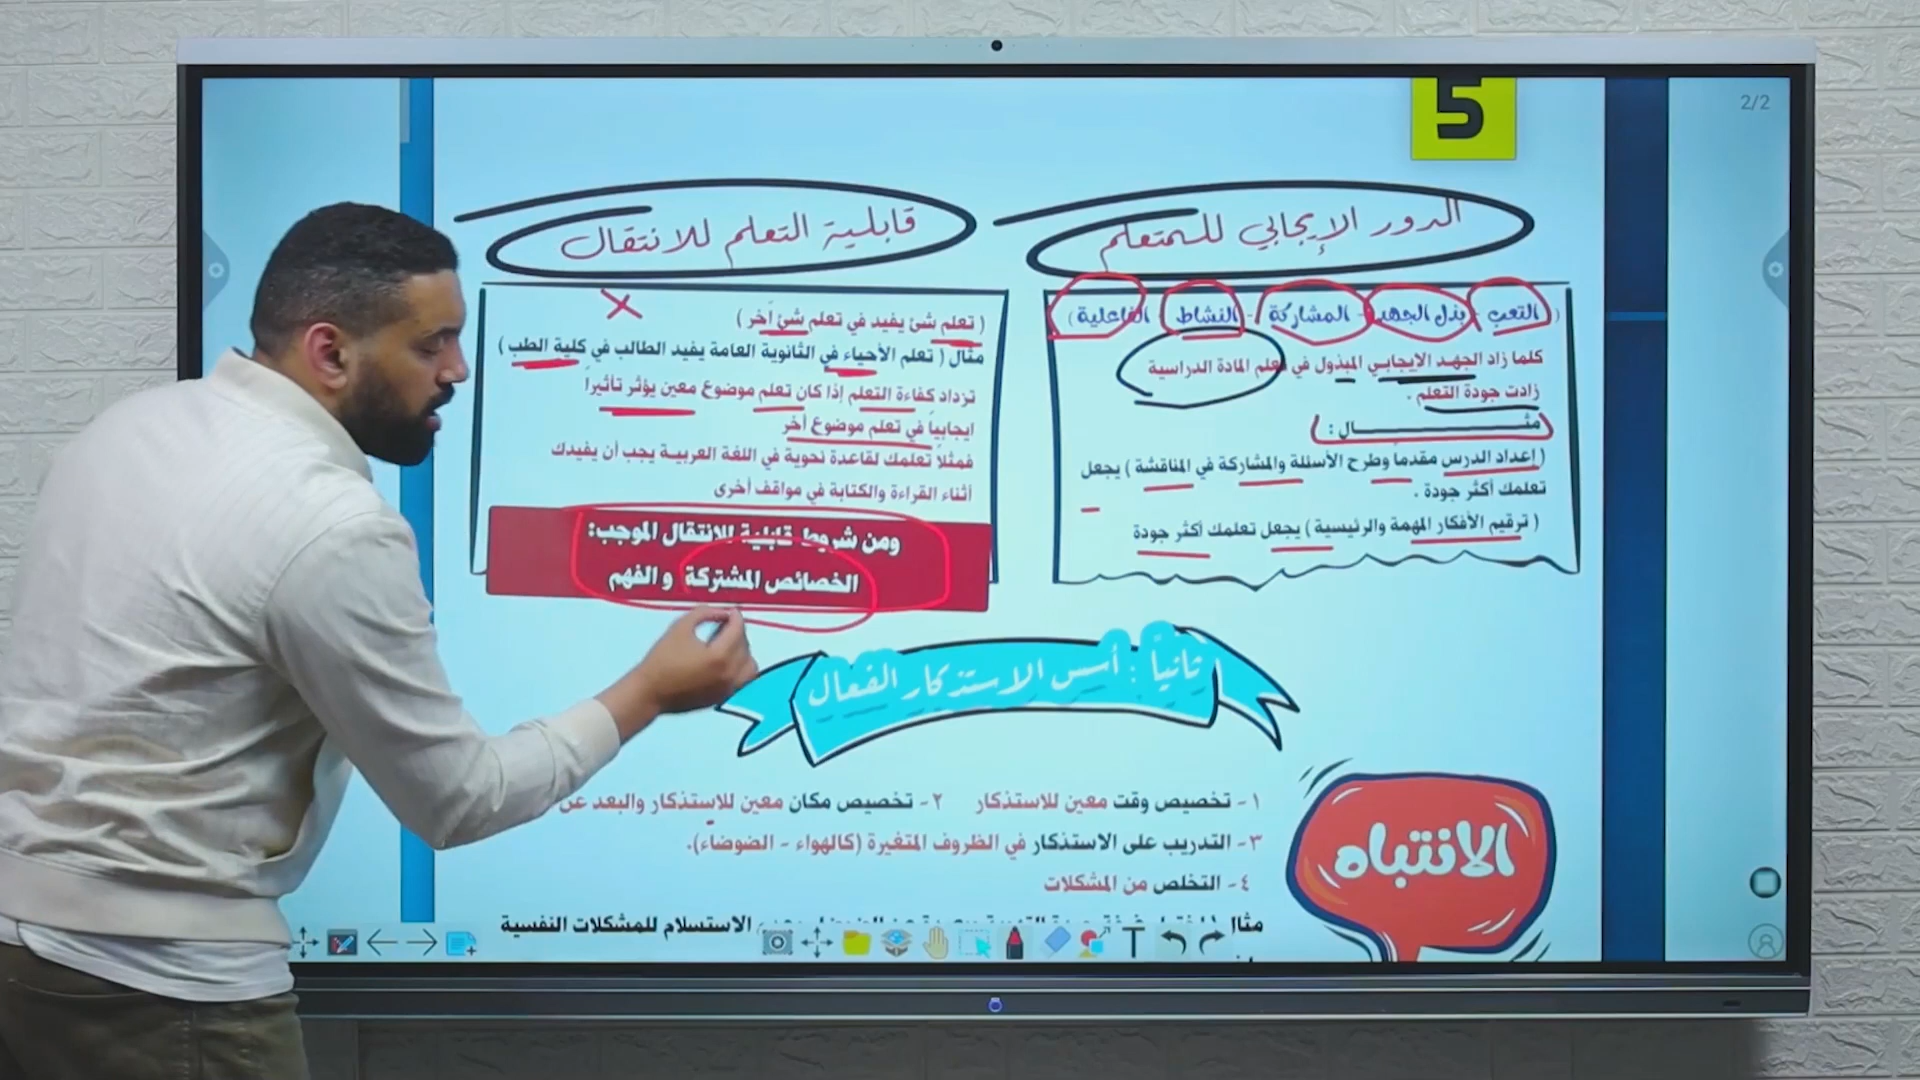 5
2/2
الدور الإيجابي للمتعلم
( التعب - بذل الجهد - المشاركة - النشاط - الفاعلية )
كلما زاد الجهد الايجابي المبذول في تعلم المادة الدراسية
زادت جودة التعلم .
مثـــــــــــال :
( إعداد الدرس مقدماً وطرح الأسئلة والمشاركة في المناقشة ) يجعل
تعلمك أكثر جودة .
( ترقيم الأفكار المهمة والرئيسية ) يجعل تعلمك أكثر جودة
قابلية التعلم للانتقال
( تعلم شئ يفيد في تعلم شئ آخر )
مثال ( تعلم الأحياء في الثانوية العامة يفيد الطالب في كلية الطب )
تزداد كفاءة التعلم إذا كان تعلم موضوع معين يؤثر تأثيراً
ايجابياً في تعلم موضوع أخر
فمثلاً تعلمك لقاعدة نحوية في اللغة العربية يجب أن يفيدك
أثناء القراءة والكتابة في مواقف أخرى
ومن شروط قابلية للانتقال الموجب:
الخصائص المشتركة والفهم
ثانياً : أسس الاستذكار الفعال
الانتباه
١- تخصيص وقت معين للاستذكار ٢- تخصيص مكان معين للاستذكار والبعد عن
٣- التدريب على الاستذكار في الظروف المتغيرة (كالهواء - الضوضاء).
٤- التخلص من المشكلات
مثال الاستسلام للمشكلات النفسية